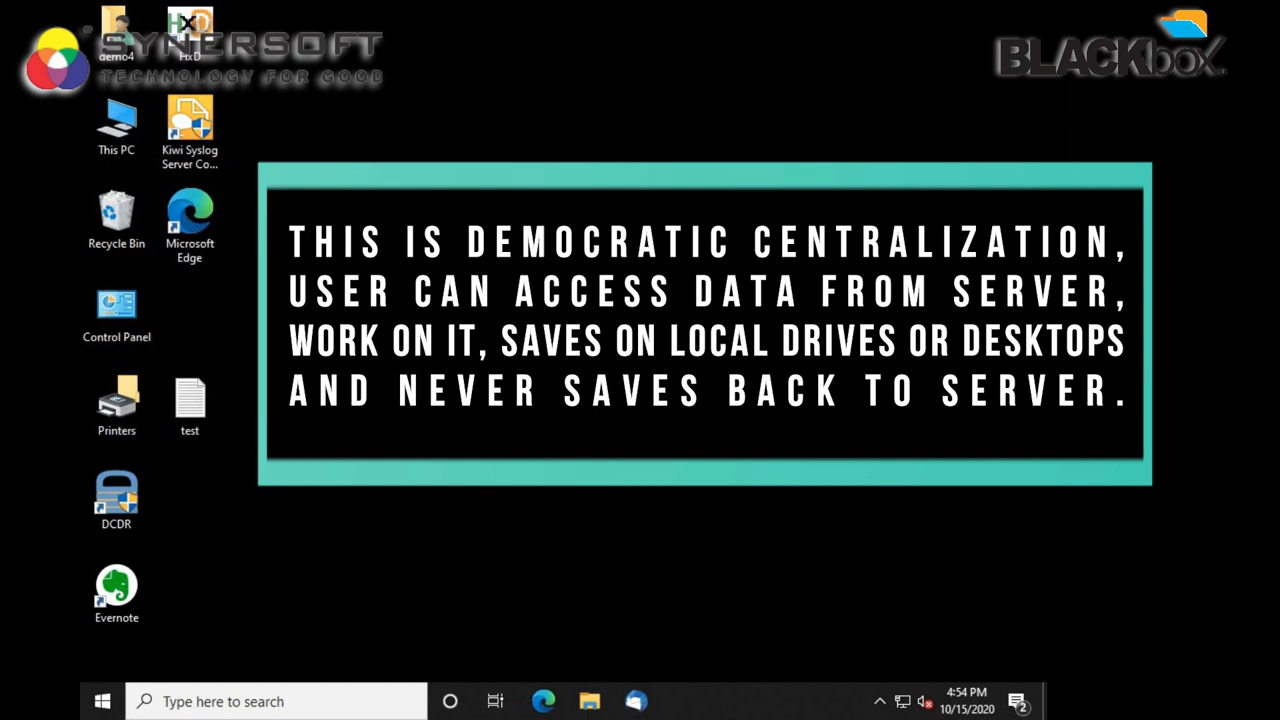 SYNERSOFT
TECHNOLOGY FOR GOOD
BLACKbox
demo4
HxD
This PC
Kiwi Syslog
Server Co...
Recycle Bin
Microsoft
Edge
THIS IS DEMOCRATIC CENTRALIZATION,
USER CAN ACCESS DATA FROM SERVER,
WORK ON IT, SAVES ON LOCAL DRIVES OR DESKTOPS
AND NEVER SAVES BACK TO SERVER.
Control Panel
Printers
test
DCDR
Evernote
Type here to search
4:54 PM
10/15/2020
2